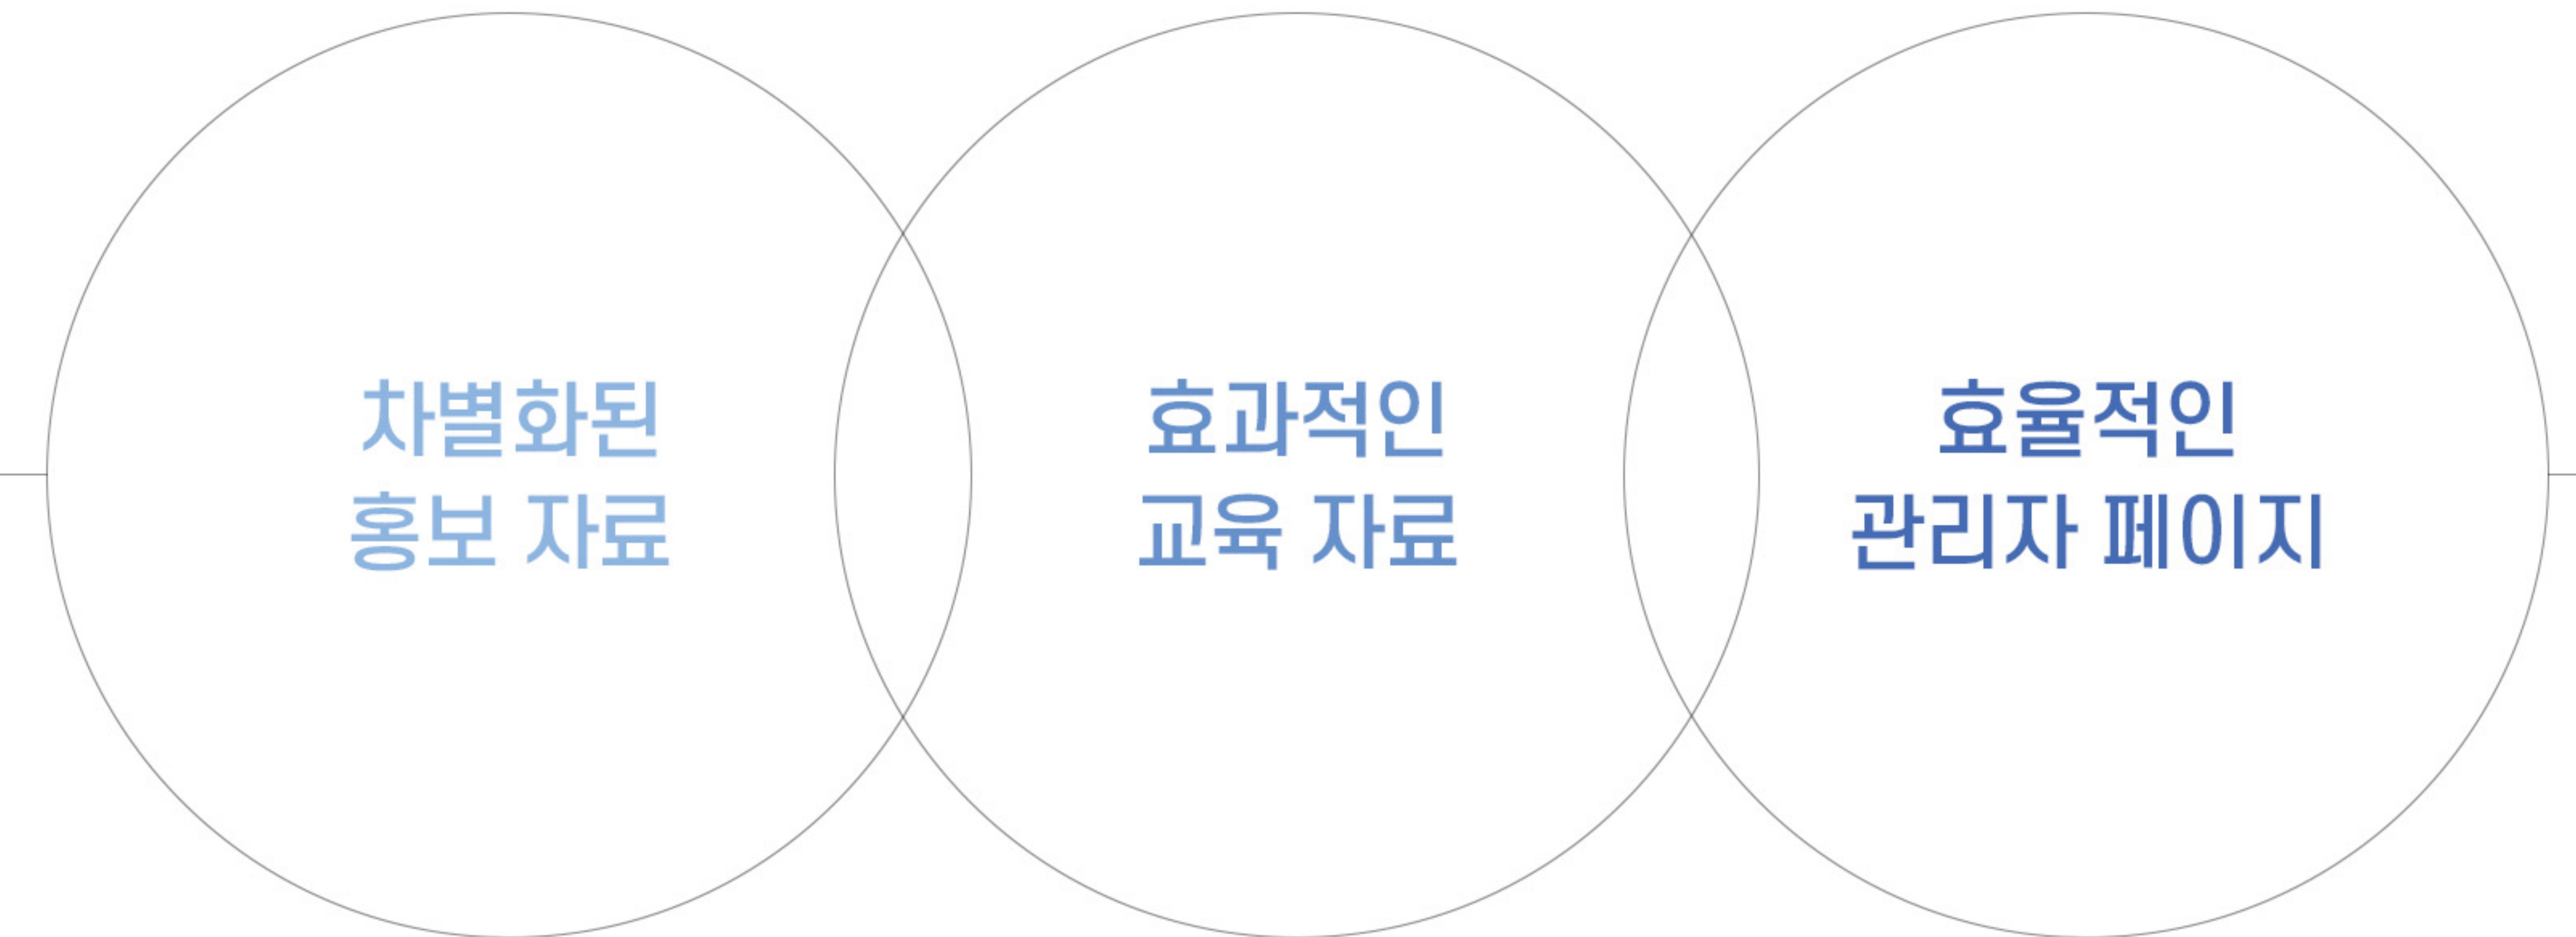 차별화된
홍보 자료
효과적인
교육 자료
효율적인
관리자 페이지